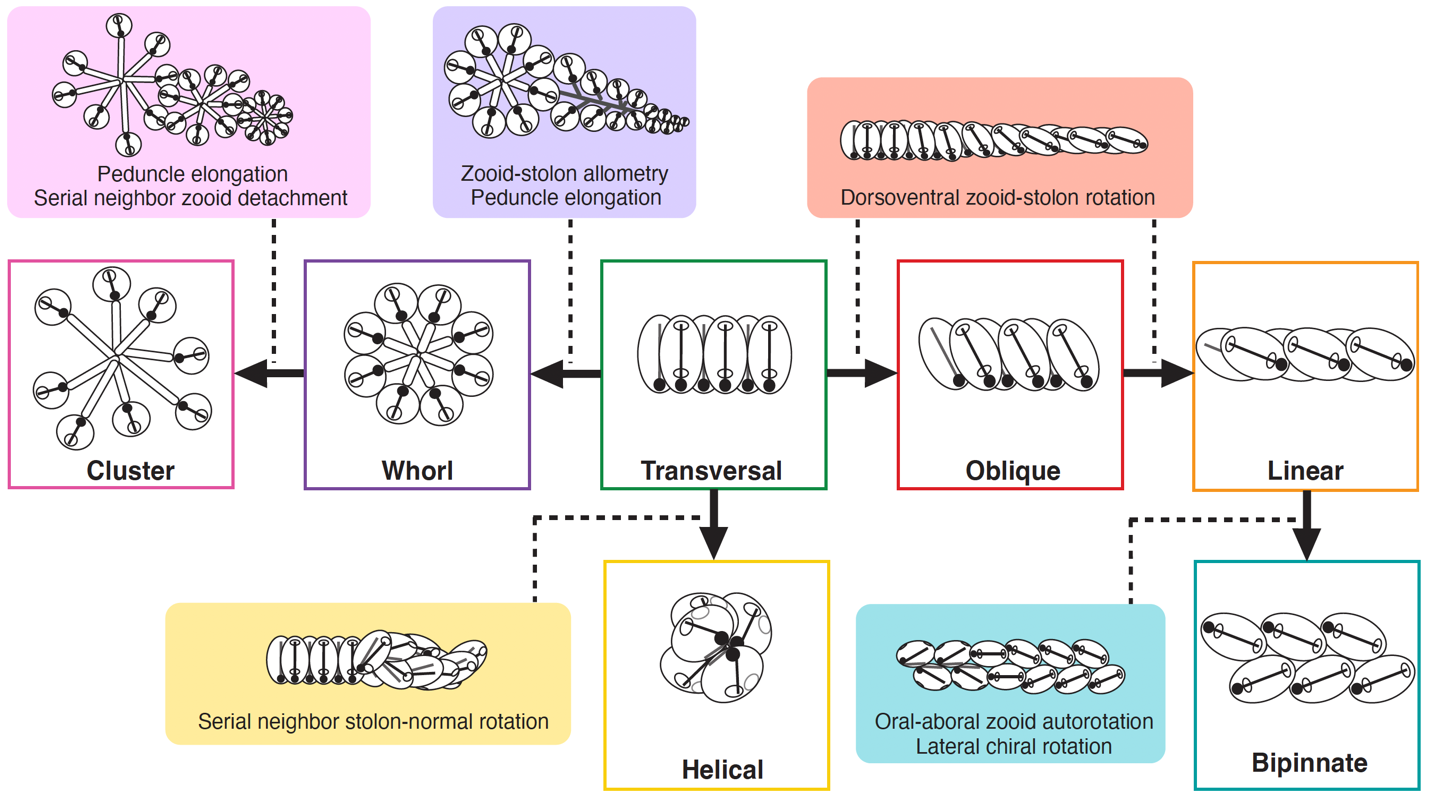 Peduncle elongation
Serial neighbor zooid detachment
Zooid-stolon allometry
Peduncle elongation
Dorsoventral zooid-stolon rotation
Cluster
Whorl
Transversal
Oblique
Linear
Serial neighbor stolon-normal rotation
Helical
Oral-aboral zooid autorotation
Lateral chiral rotation
Bipinnate